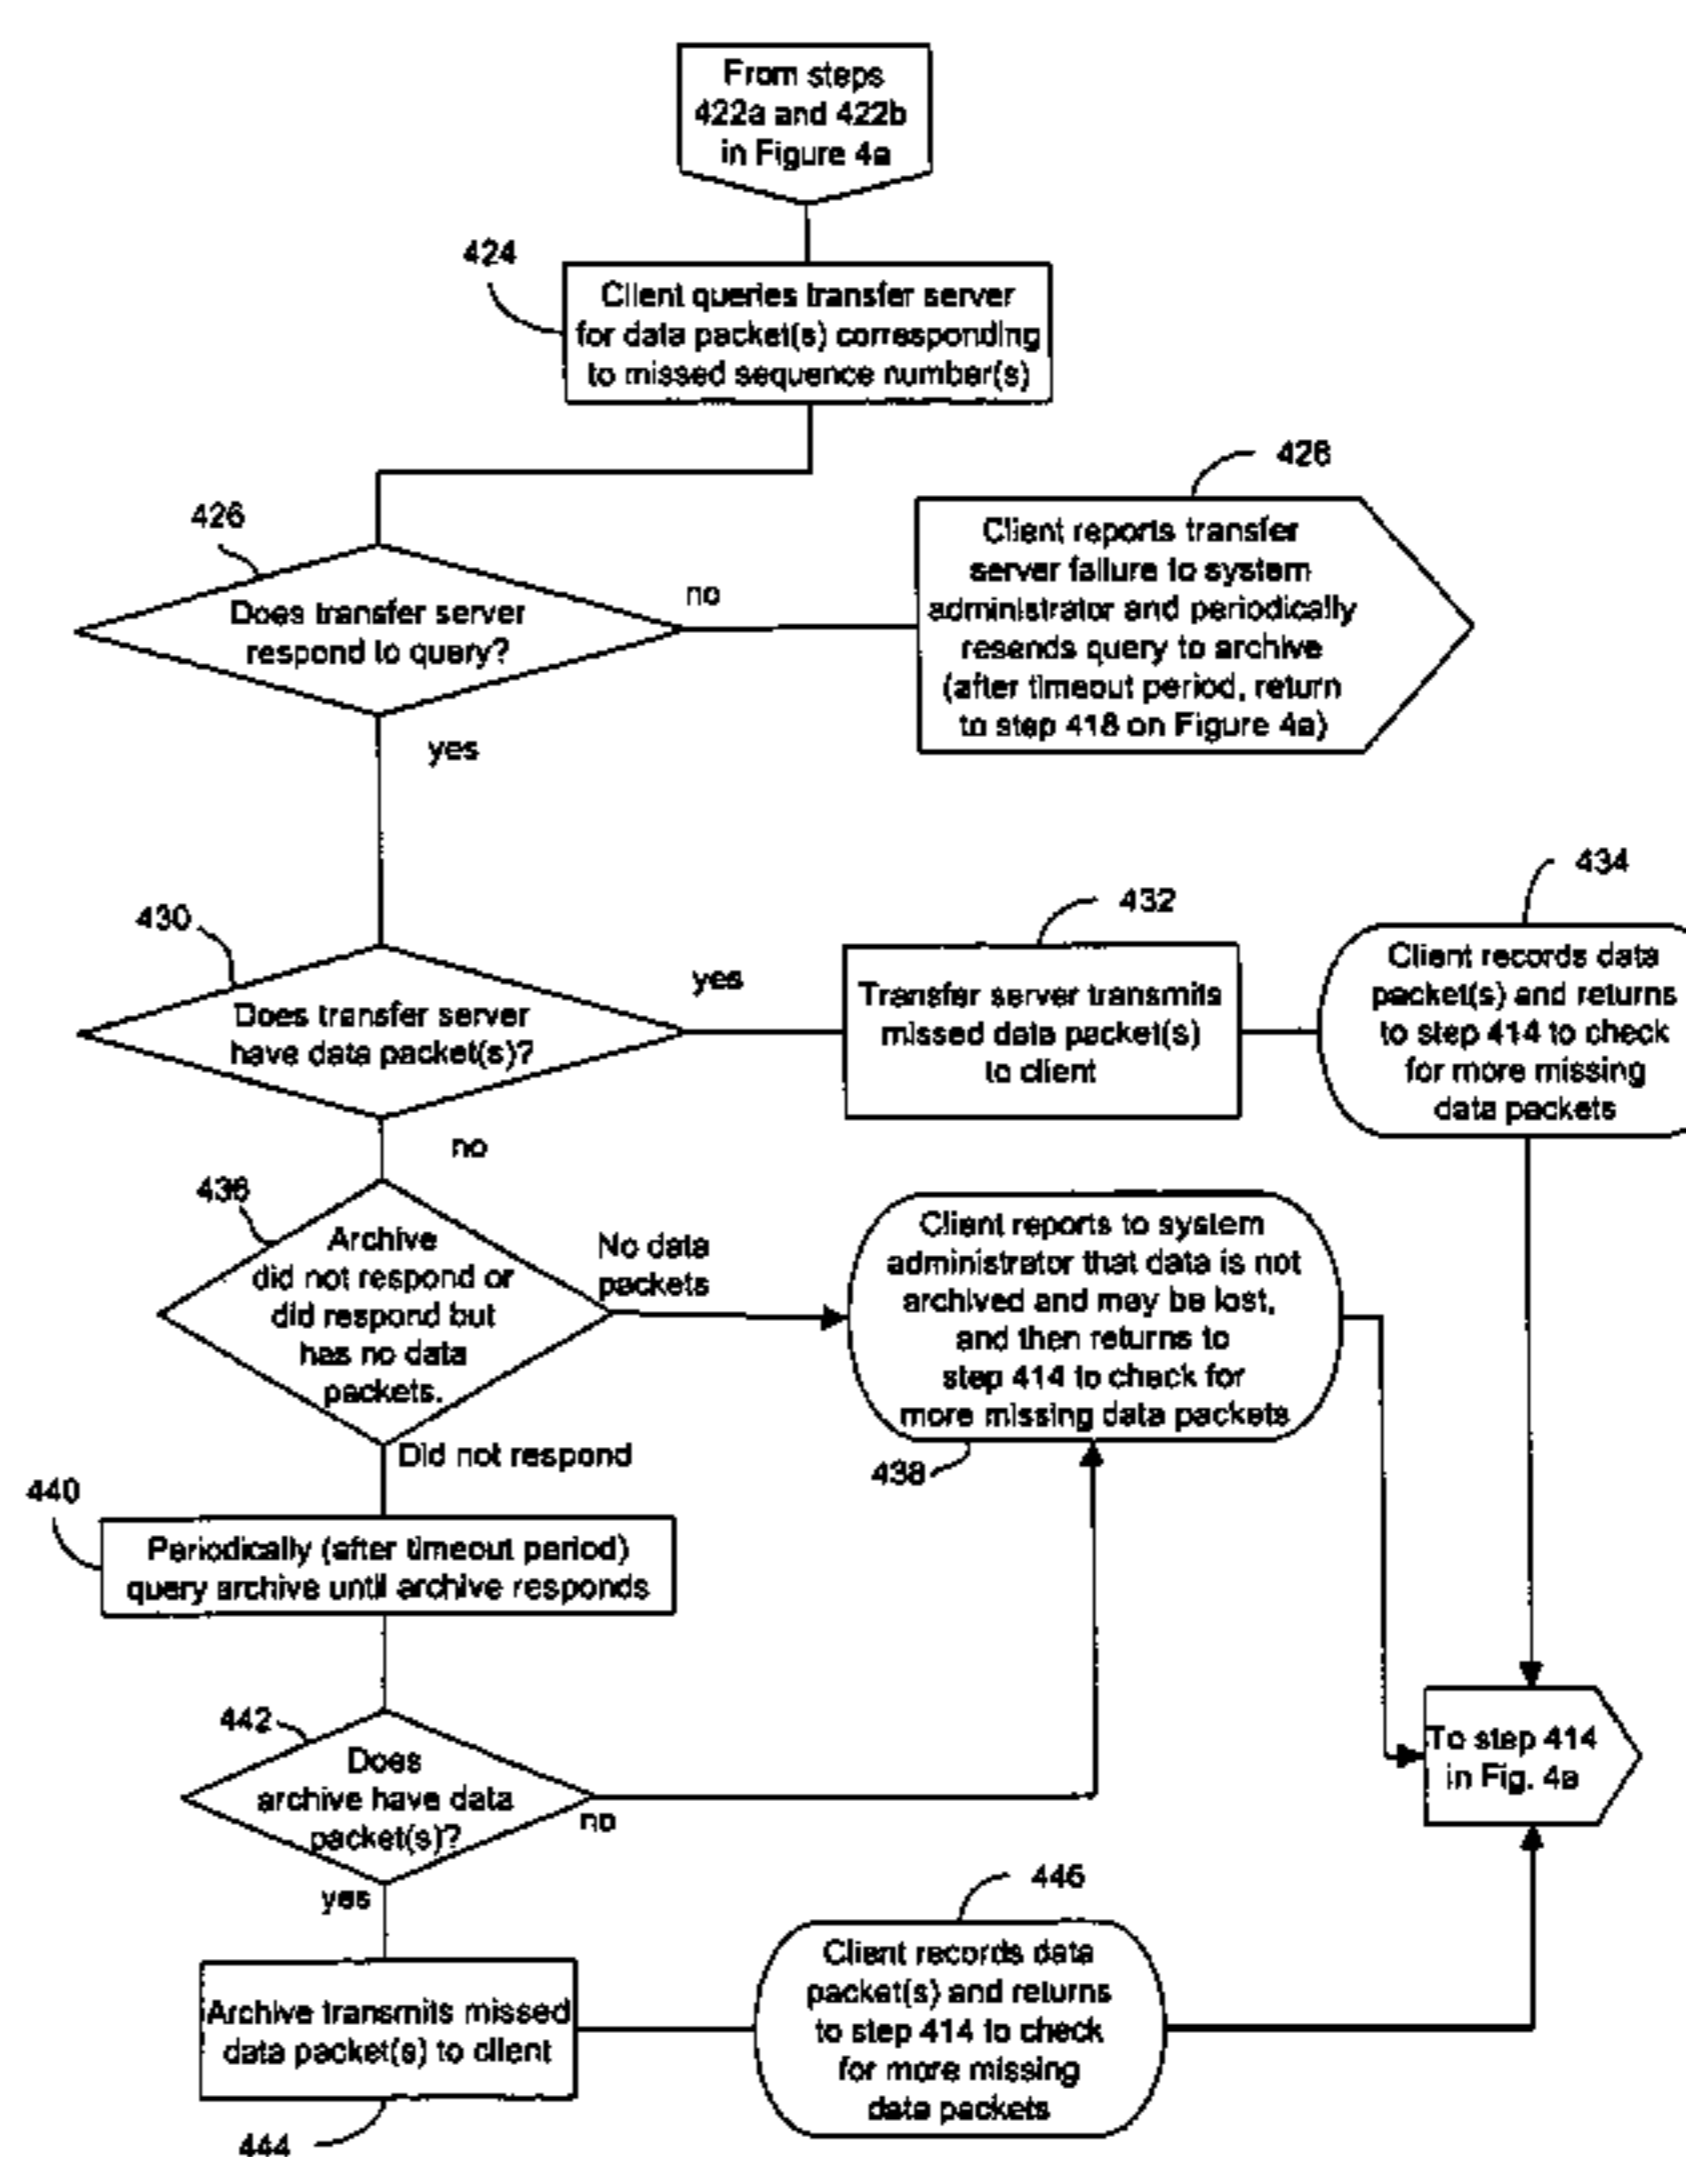 From steps
422a and 422b
in Figure 4a
424
Client queries transfer server
for data packet(s) corresponding
to missed sequence number(s)
428
426
Client reports transfer
server failure to system
administrator and periodically
resends query to archive
(after timeout period, return
to step 418 on Figure 4a)
no
Does transfer server
respond to query?
yes
434
432
430
Client records data
packet(s) and returns
to step 414 to check
for more missing
data packets
yes
Transfer server transmits
missed data packet(s)
to client
Does transfer server
have data packet(s)?
no
436
Archive
did not respond or
did respond but
has no data
packets.
No data
packets
Client reports to system
administrator that data is not
archived and may be lost,
and then returns to
step 414 to check for
more missing data packets
Did not respond
438
440
Periodically (after timeout period)
query archive until archive responds
442
Does
archive have data
packet(s)?
no
To step 414
in Fig. 4a
yes
446
Client records data
packet(s) and returns
to step 414 to check
for more missing
data packets
Archive transmits missed
data packet(s) to client
444